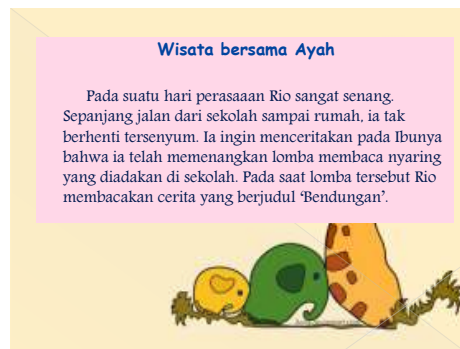 Wisata bersama Ayah
Pada suatu hari perasaaan Rio sangat senang.
Sepanjang jalan dari sekolah sampai rumah, ia tak
berhenti tersenyum. Ia ingin menceritakan pada Ibunya
bahwa ia telah memenangkan lomba membaca nyaring
yang diadakan di sekolah. Pada saat lomba tersebut Rio
membacakan cerita yang berjudul ‘Bendungan’.